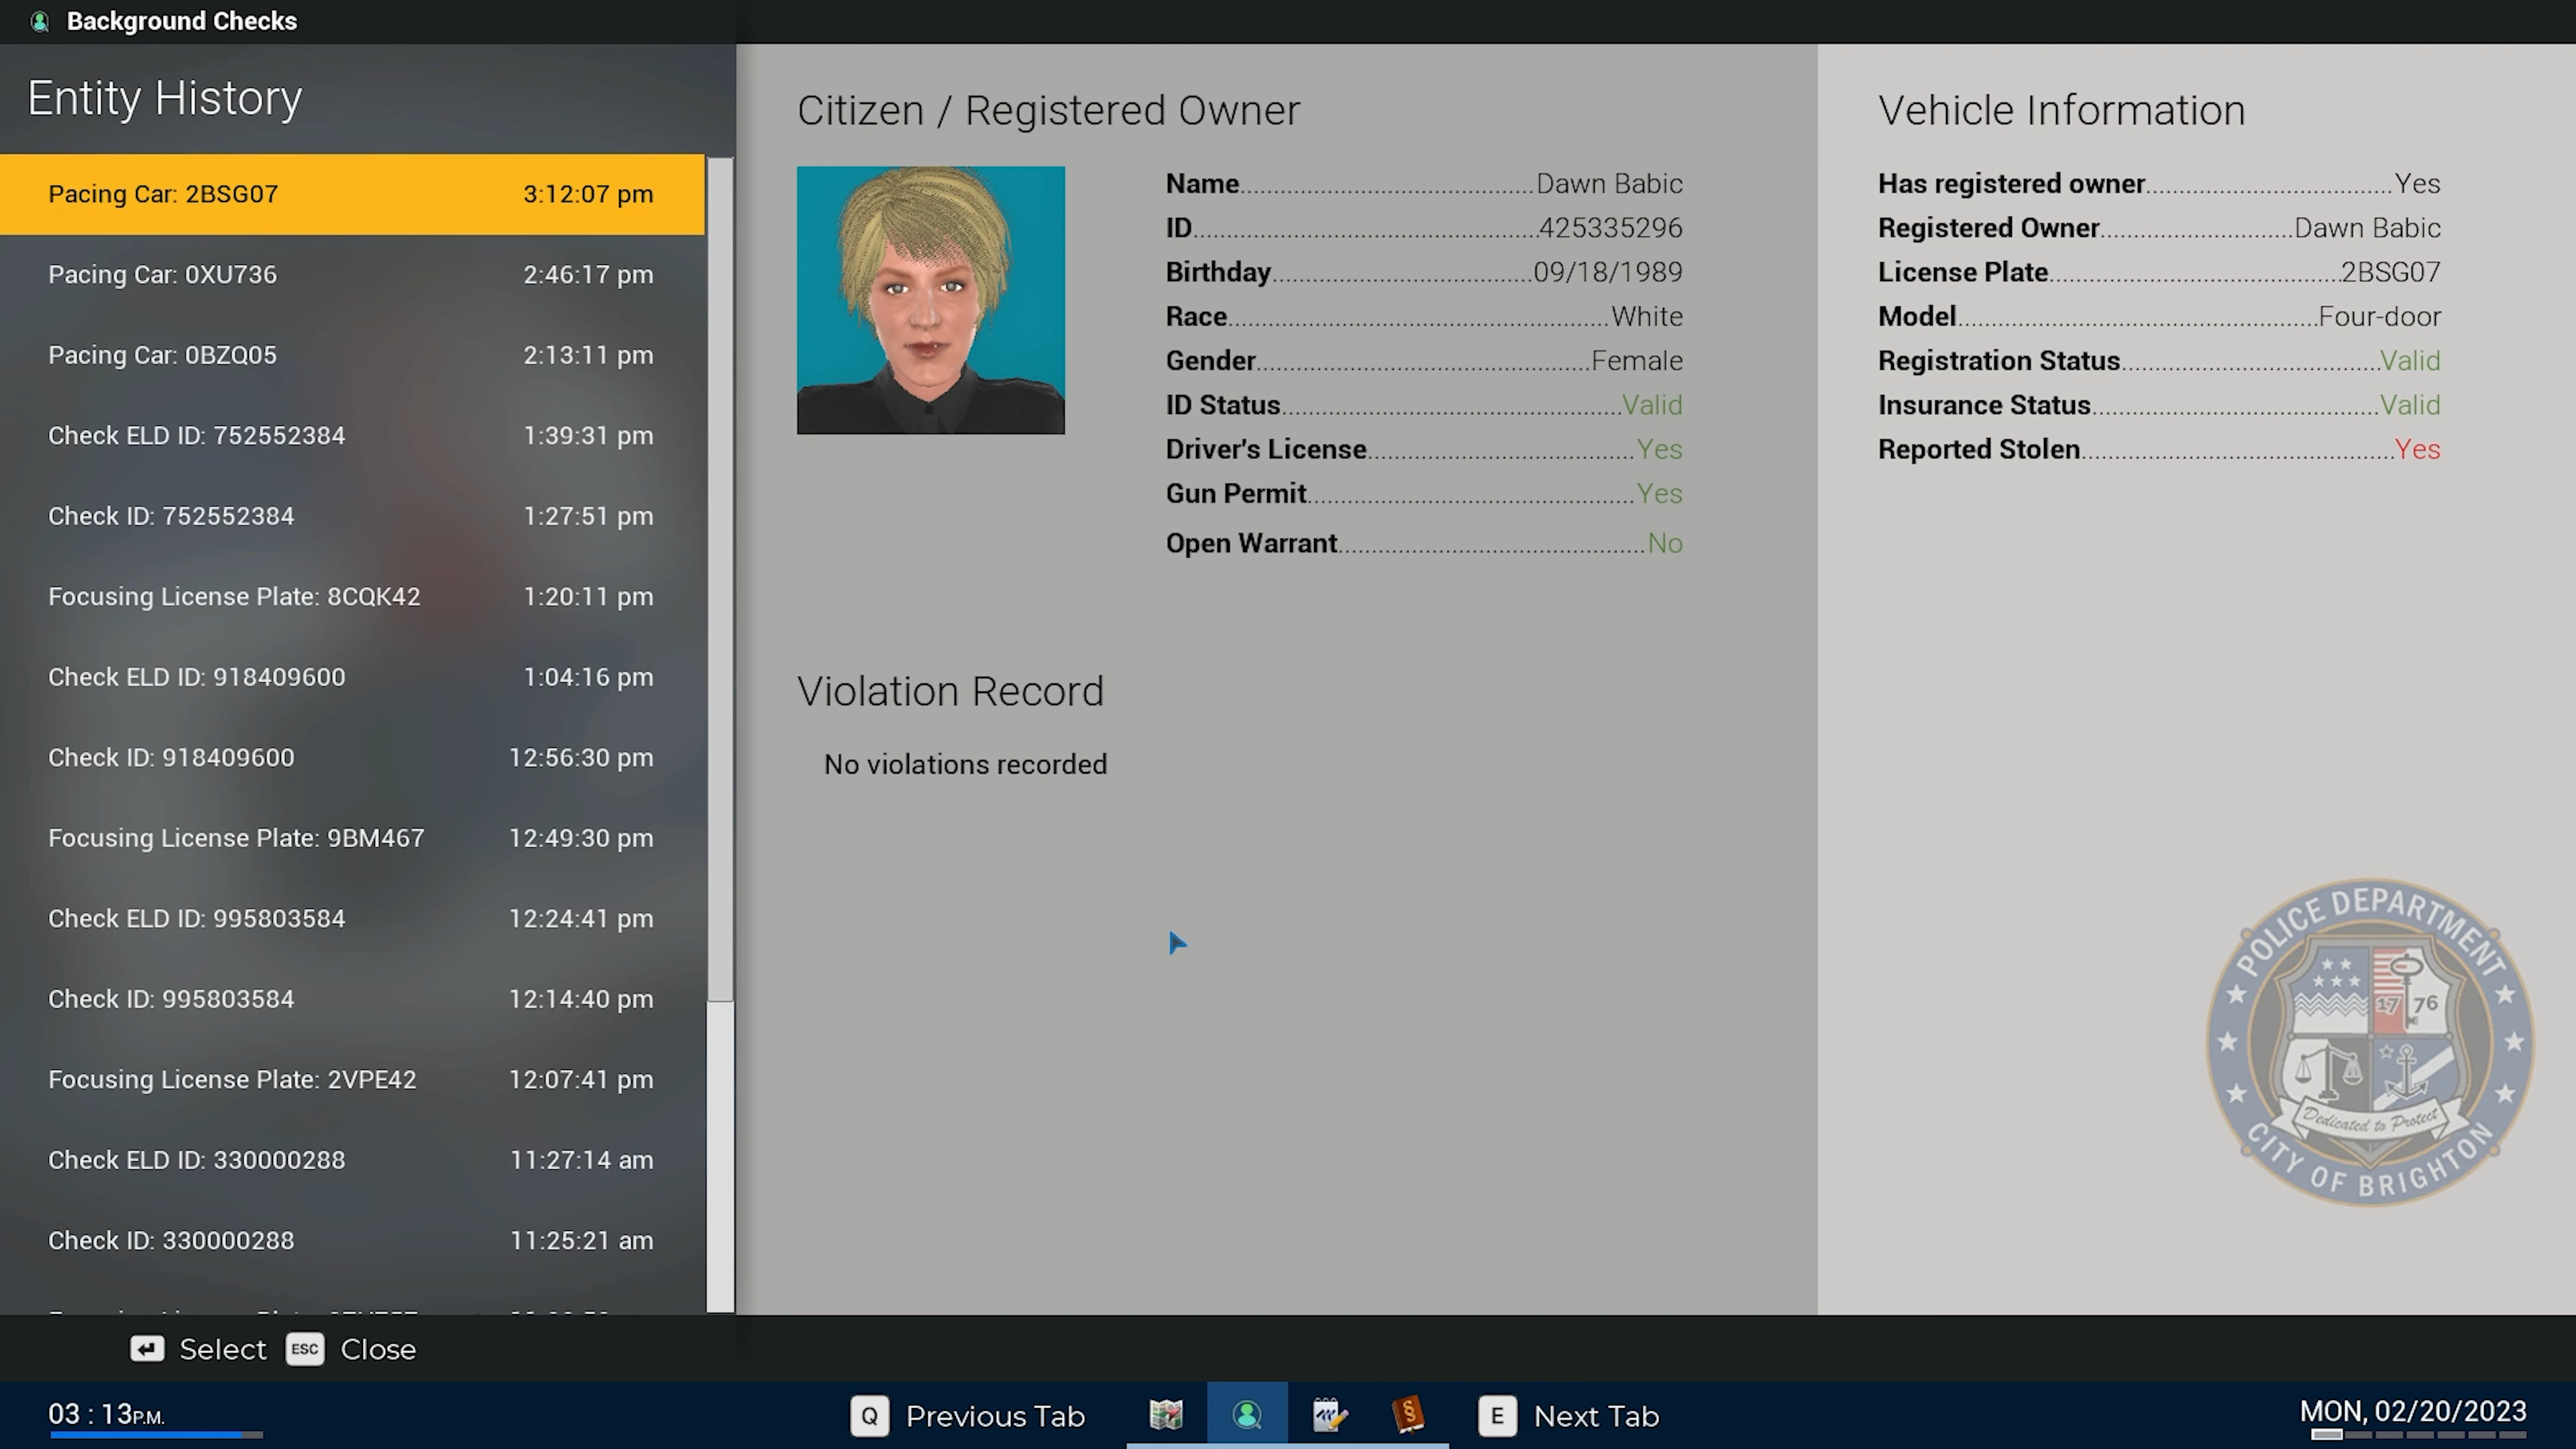 Background Checks
Entity History
Pacing Car: 2BSG07 3:12:07 pm
Pacing Car: 0XU736 2:46:17 pm
Pacing Car: 0BZQ05 2:13:11 pm
Check ELD ID: 752552384 1:39:31 pm
Check ID: 752552384 1:27:51 pm
Focusing License Plate: 8CQK42 1:20:11 pm
Check ELD ID: 918409600 1:04:16 pm
Check ID: 918409600 12:56:30 pm
Focusing License Plate: 9BM467 12:49:30 pm
Check ELD ID: 995803584 12:24:41 pm
Check ID: 995803584 12:14:40 pm
Focusing License Plate: 2VPE42 12:07:41 pm
Check ELD ID: 330000288 11:27:14 am
Check ID: 330000288 11:25:21 am
Citizen / Registered Owner
Name Dawn Babic
ID 425335296
Birthday 09/18/1989
Race White
Gender Female
ID Status Valid
Driver's License Yes
Gun Permit Yes
Open Warrant No
Violation Record
No violations recorded
Vehicle Information
Has registered owner Yes
Registered Owner Dawn Babic
License Plate 2BSG07
Model Four-door
Registration Status Valid
Insurance Status Valid
Reported Stolen Yes
POLICE DEPARTMENT
17 76
Dedicated to Protect
CITY OF BRIGHTON
Select ESC Close
03 : 13 P.M.
Q Previous Tab
E Next Tab
MON, 02/20/2023